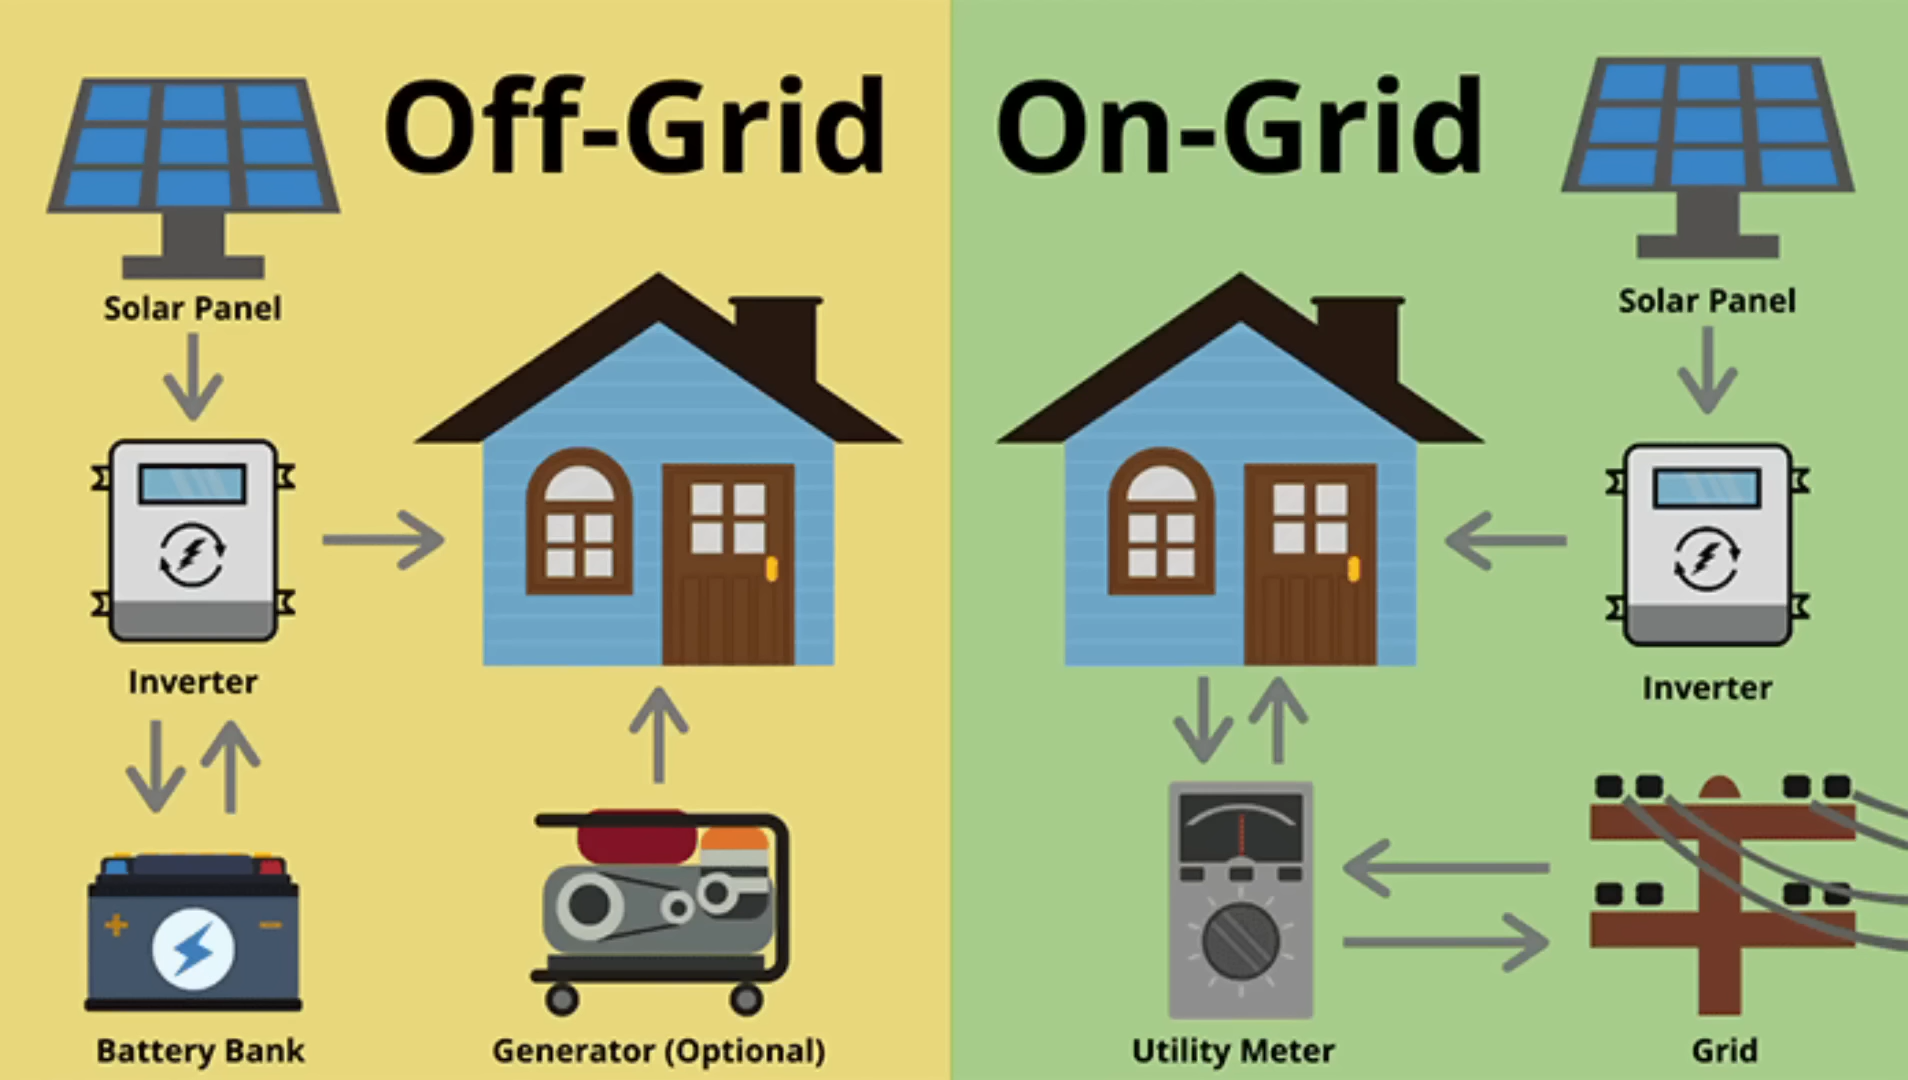 Off-Grid
Solar Panel
Inverter
Battery Bank
Generator (Optional)
On-Grid
Solar Panel
Inverter
Utility Meter
Grid